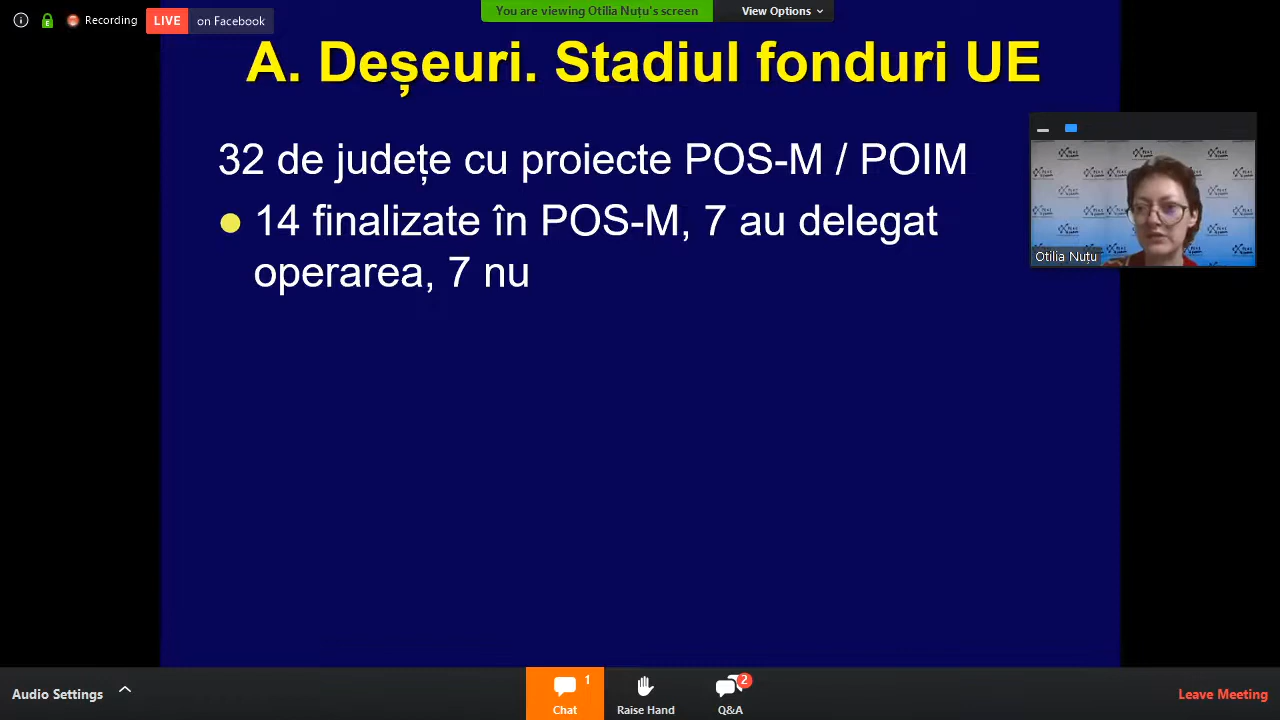 Recording
LIVE on Facebook
You are viewing Otilia Nuțu's screen
View Options
A. Deșeuri. Stadiul fonduri UE
32 de județe cu proiecte POS-M / POIM
14 finalizate în POS-M, 7 au delegat
operarea, 7 nu
Otilia Nuțu
Audio Settings
1
Chat
Raise Hand
2
Q&A
Leave Meeting